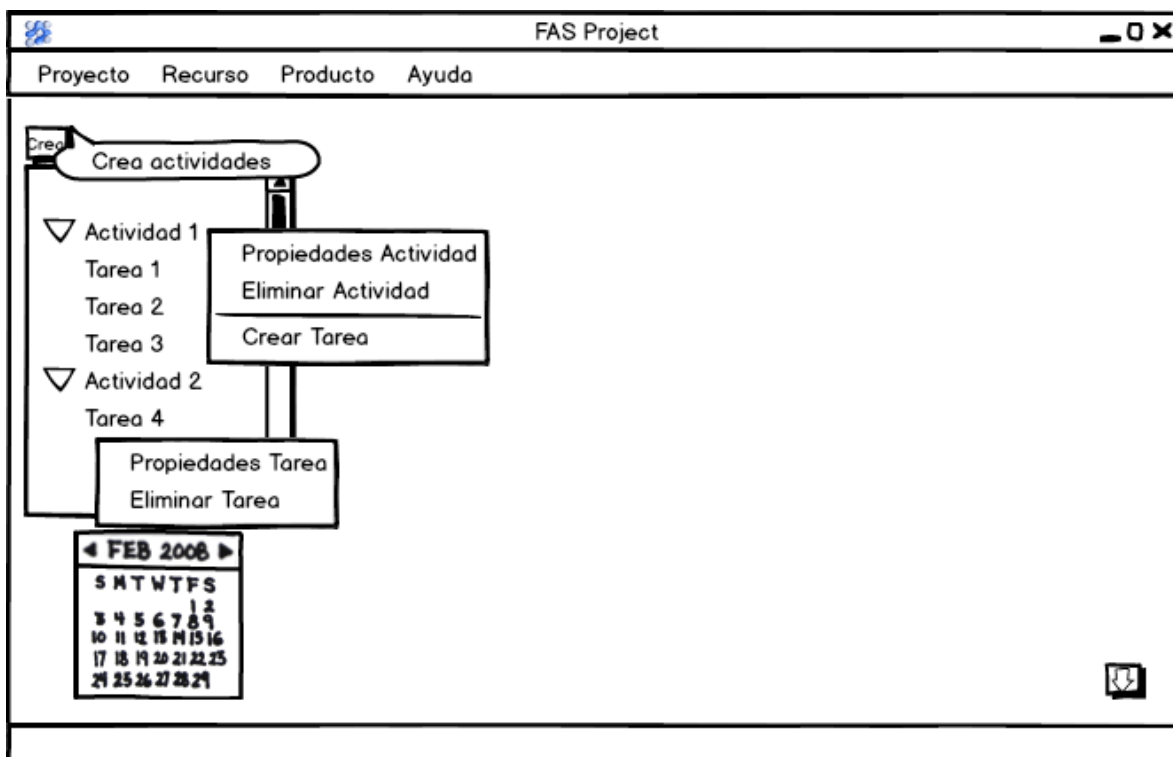 FAS Project
Proyecto Recurso Producto Ayuda
Crea
Crea actividades
Actividad 1
Tarea 1
Tarea 2
Tarea 3
Actividad 2
Tarea 4
Propiedades Actividad
Eliminar Actividad
Crear Tarea
Propiedades Tarea
Eliminar Tarea
FEB 2008
S M T W T F S
1 2
3 4 5 6 7 8 9
10 11 12 13 14 15 16
17 18 19 20 21 22 23
24 25 26 27 28 29